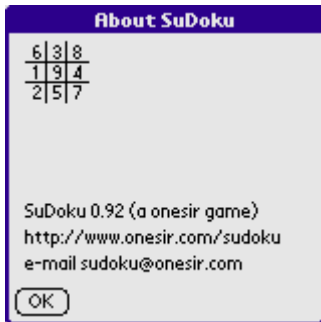 About SuDoku
6 3 8
1 9 4
2 5 7
SuDoku 0.92 (a onesir game)
http://www.onesir.com/sudoku
e-mail sudoku@onesir.com
OK